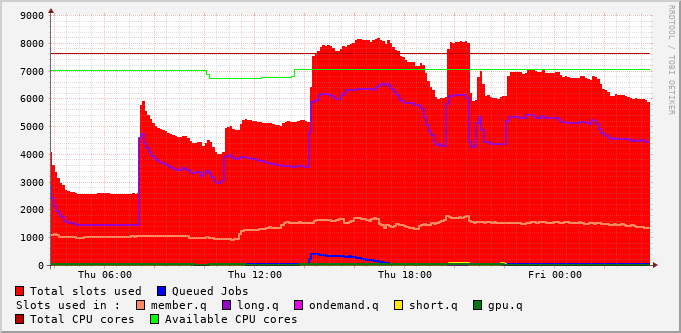 9000
8000
7000
6000
5000
4000
3000
2000
1000
0
Thu 06:00 Thu 12:00 Thu 18:00 Fri 00:00
Total slots used Queued Jobs
Slots used in : member.q long.q ondemand.q short.q gpu.q
Total CPU cores Available CPU cores
RRDTOOL / TOBI OETIKER